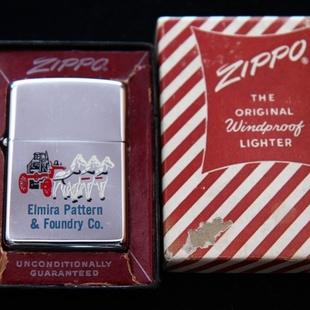 ZIPPO
Elmira Pattern
& Foundry Co.
UNCONDITIONALLY
GUARANTEED
ZIPPO®
THE
ORIGINAL
Windproof
LIGHTER